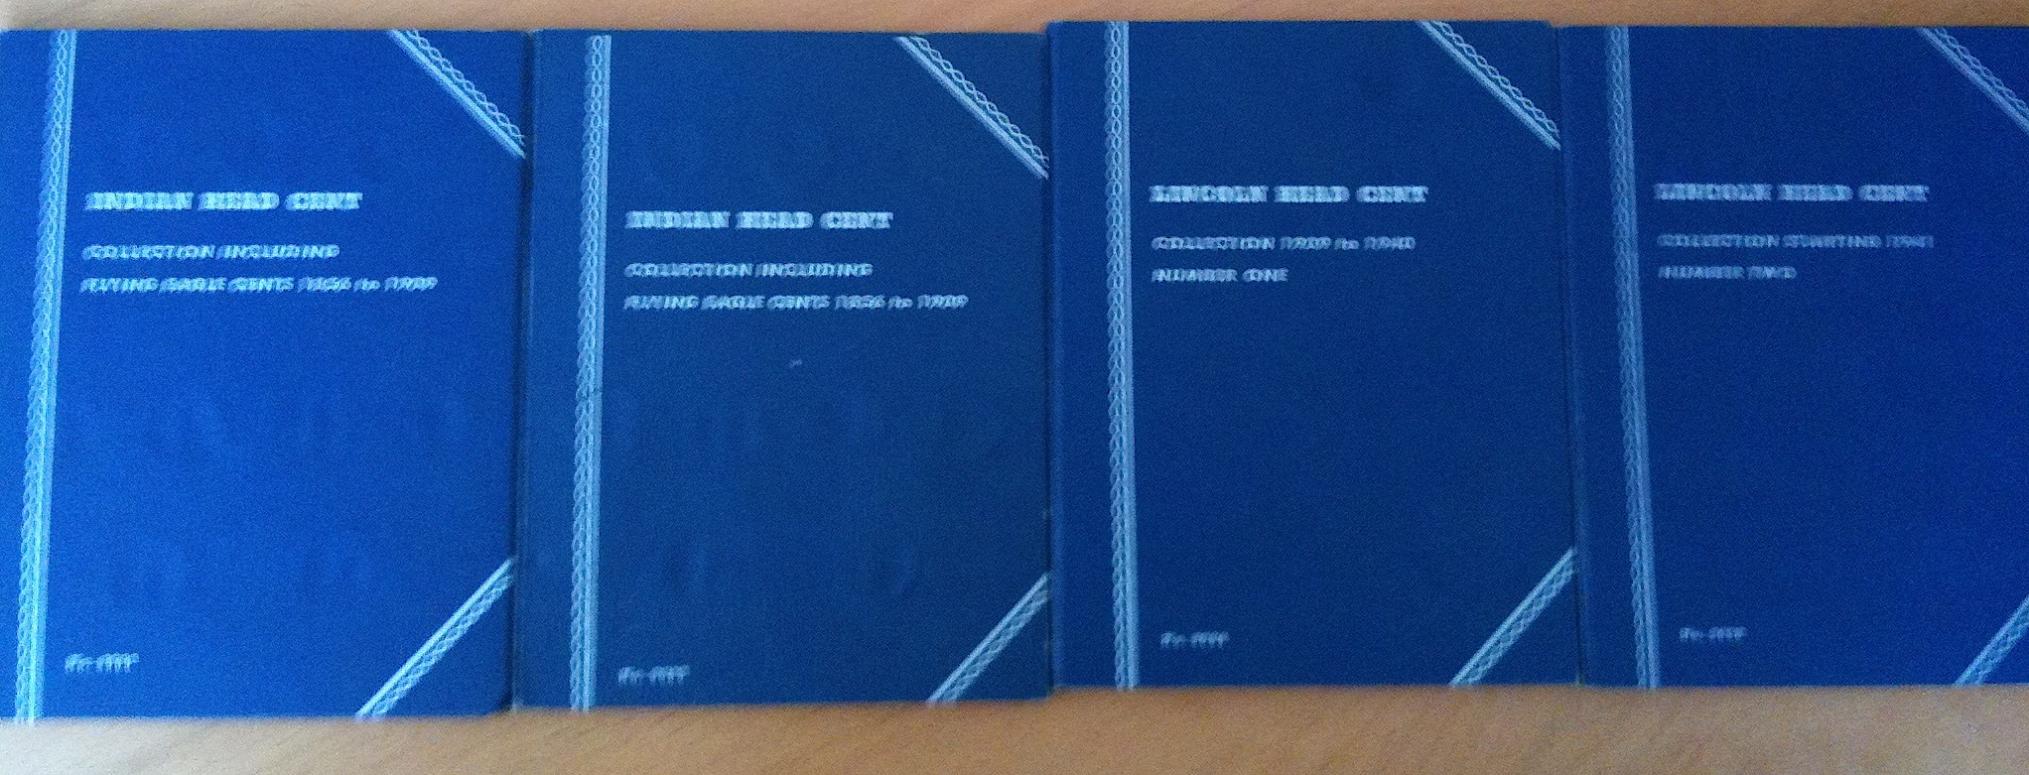 INDIAN HEAD CENT
COLLECTION INCLUDING
FLYING EAGLE CENTS 1856 to 1909
INDIAN HEAD CENT
COLLECTION INCLUDING
FLYING EAGLE CENTS 1856 to 1909
LINCOLN HEAD CENT
COLLECTION 1909 to 1940
NUMBER ONE
LINCOLN HEAD CENT
COLLECTION STARTING 1941
NUMBER TWO